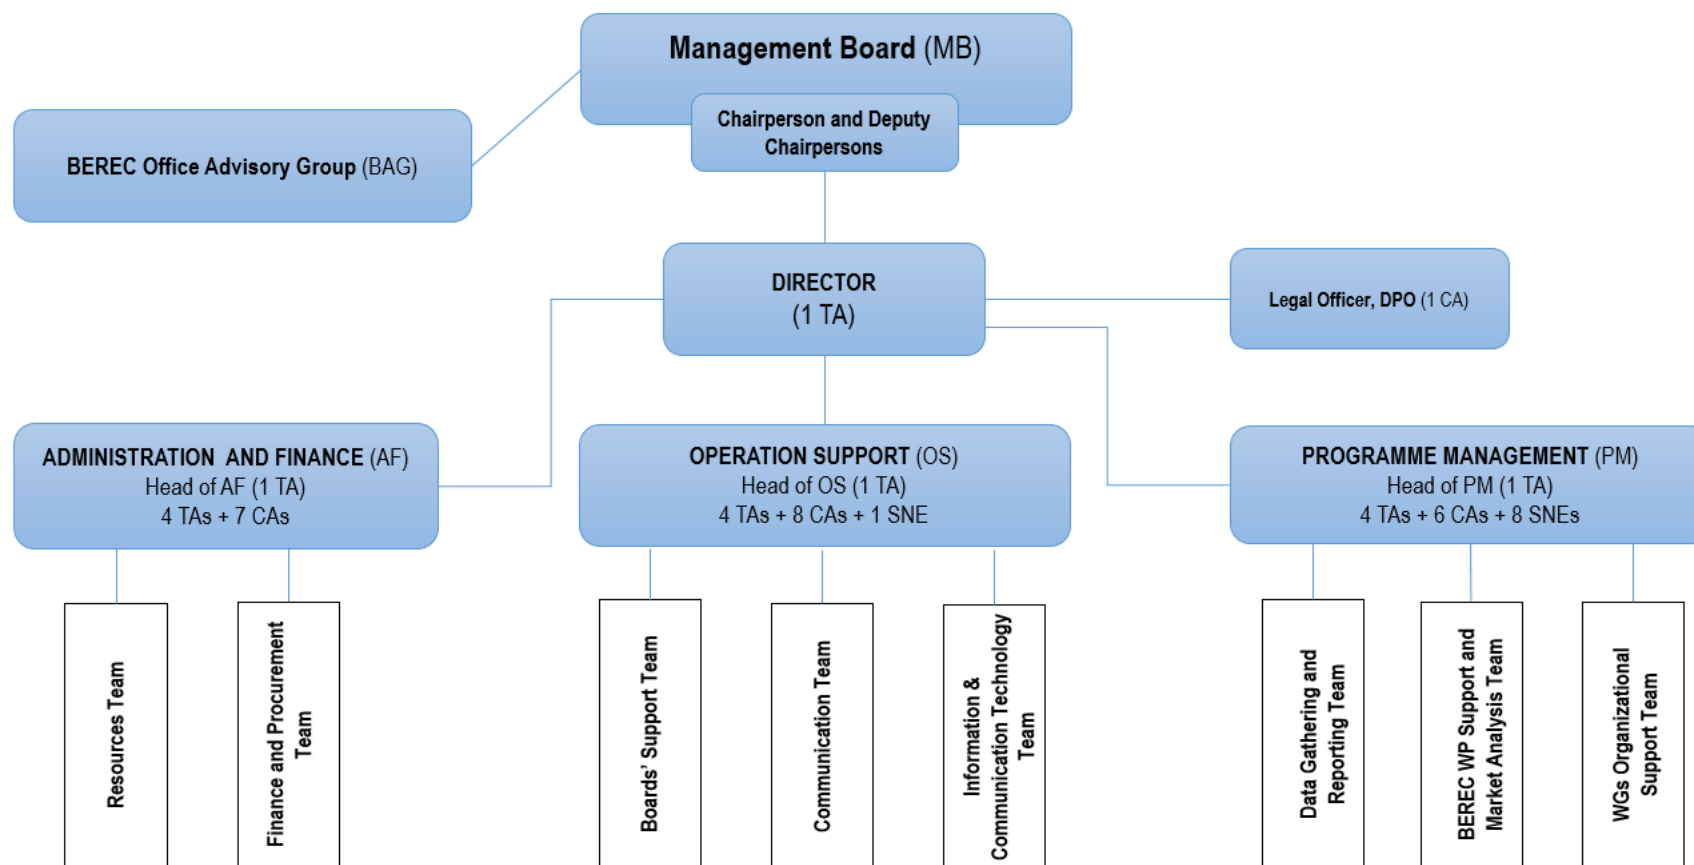 Management Board (MB)
Chairperson and Deputy
Chairpersons
BEREC Office Advisory Group (BAG)
DIRECTOR
(1 TA)
Legal Officer, DPO (1 CA)
ADMINISTRATION AND FINANCE (AF)
Head of AF (1 TA)
4 TAs + 7 CAs
OPERATION SUPPORT (OS)
Head of OS (1 TA)
4 TAs + 8 CAs + 1 SNE
PROGRAMME MANAGEMENT (PM)
Head of PM (1 TA)
4 TAs + 6 CAs + 8 SNEs
Resources Team
Finance and Procurement
Team
Boards' Support Team
Communication Team
Information &
Communication Technology
Team
Data Gathering and
Reporting Team
BEREC WP Support and
Market Analysis Team
WGs Organizational
Support Team